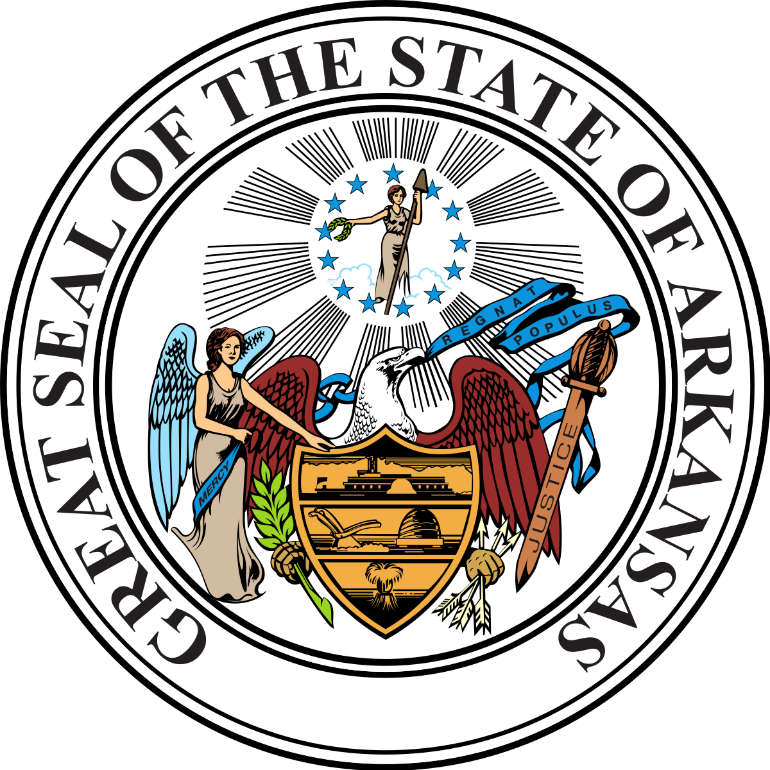 GREAT SEAL OF THE STATE OF ARKANSAS
REGNAT
POPULUS
MERCY
JUSTICE